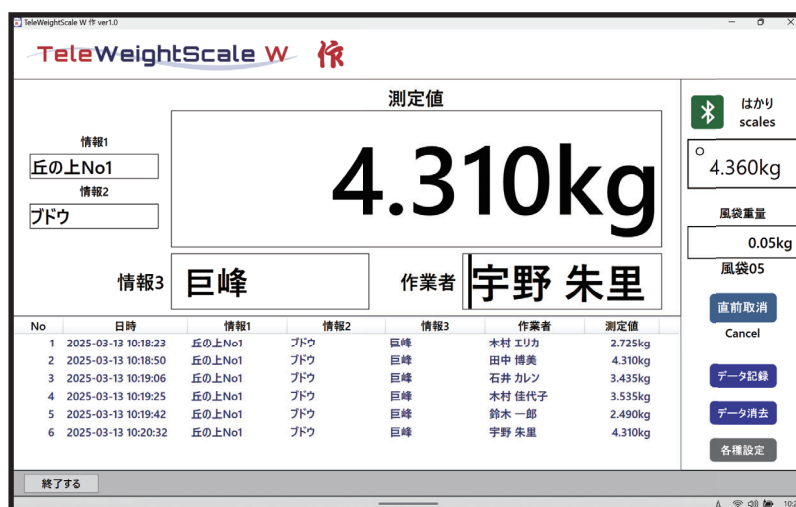 TeleWeightScale W 作 ver1.0
TeleWeightScale W 作
測定値
はかり
scales
情報1
丘の上No1
情報2
ブドウ
4.310kg
4.360kg
風袋重量
0.05kg
風袋05
情報3
巨峰
作業者
宇野 朱里
直前取消
Cancel
No 日時 情報1 情報2 情報3 作業者 測定値
1 2025-03-13 10:18:23 丘の上No1 ブドウ 巨峰 木村 エリカ 2.725kg
2 2025-03-13 10:18:50 丘の上No1 ブドウ 巨峰 田中 博美 4.310kg
3 2025-03-13 10:19:06 丘の上No1 ブドウ 巨峰 石井 カレン 3.435kg
4 2025-03-13 10:19:25 丘の上No1 ブドウ 巨峰 木村 佳代子 3.535kg
5 2025-03-13 10:19:42 丘の上No1 ブドウ 巨峰 鈴木 一郎 2.490kg
6 2025-03-13 10:20:32 丘の上No1 ブドウ 巨峰 宇野 朱里 4.310kg
データ記録
データ消去
各種設定
終了する